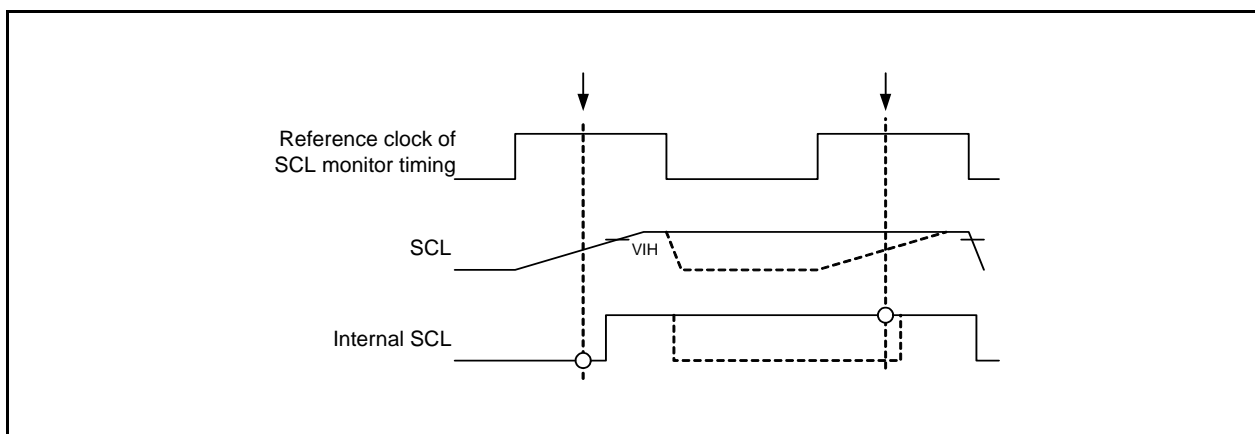 Reference clock of
SCL monitor timing
SCL
VIH
Internal SCL